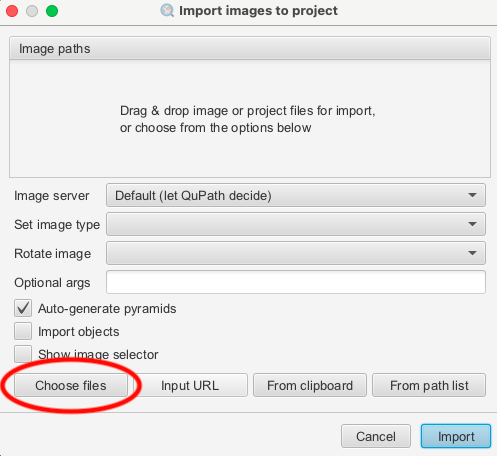 Import images to project
Image paths
Drag & drop image or project files for import,
or choose from the options below
Image server Default (let QuPath decide)
Set image type
Rotate image
Optional args
Auto-generate pyramids
Import objects
Show image selector
Choose files Input URL From clipboard From path list
Cancel Import